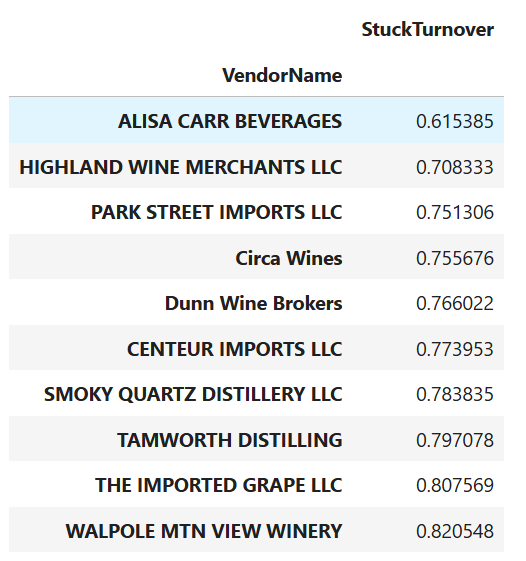 StuckTurnover
VendorName
ALISA CARR BEVERAGES 0.615385
HIGHLAND WINE MERCHANTS LLC 0.708333
PARK STREET IMPORTS LLC 0.751306
Circa Wines 0.755676
Dunn Wine Brokers 0.766022
CENTEUR IMPORTS LLC 0.773953
SMOKY QUARTZ DISTILLERY LLC 0.783835
TAMWORTH DISTILLING 0.797078
THE IMPORTED GRAPE LLC 0.807569
WALPOLE MTN VIEW WINERY 0.820548